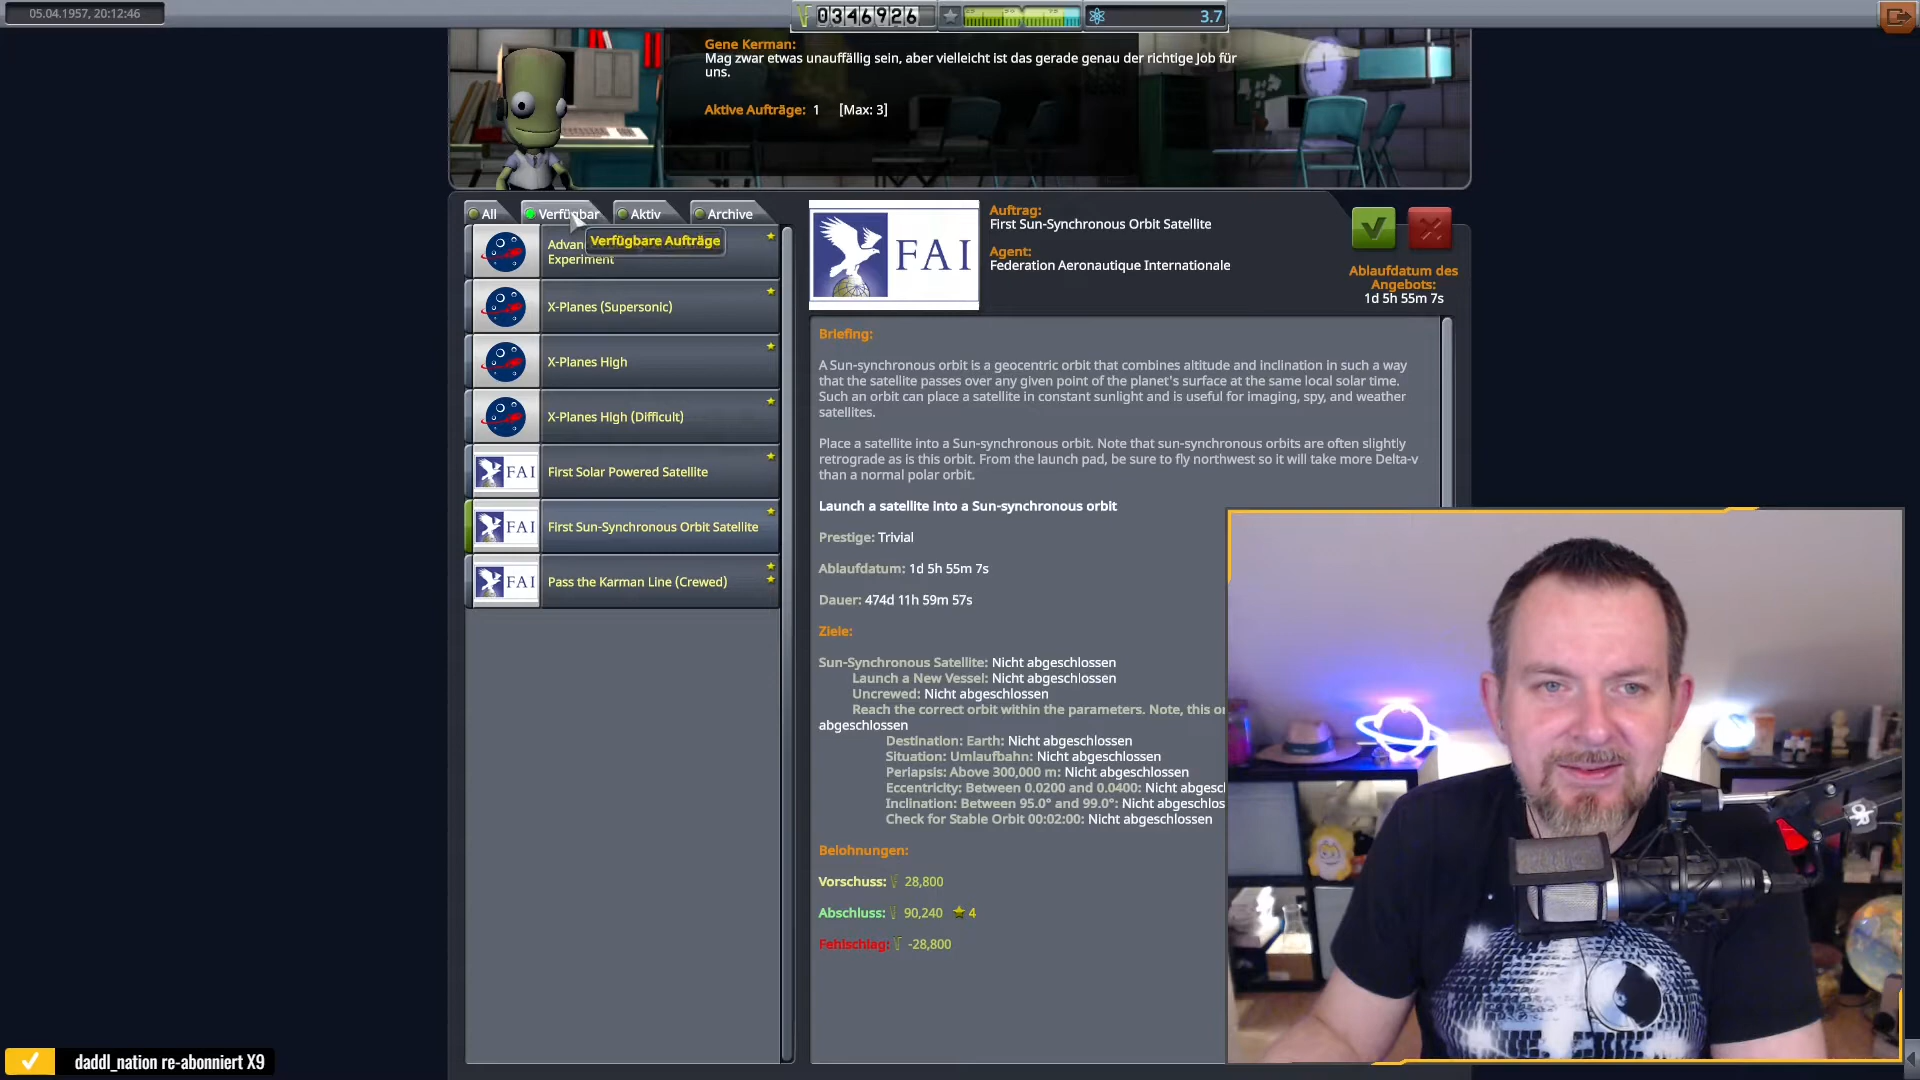 05.04.1957, 20:12:46
0346926
25 50 75
3.7
Gene Kerman:
Mag zwar etwas unauffällig sein, aber vielleicht ist das gerade genau der richtige Job für
uns.
Aktive Aufträge: 1 [Max: 3]
All
Verfügbar
Aktiv
Archive
Verfügbare Aufträge
Advan
Experiment
X-Planes (Supersonic)
X-Planes High
X-Planes High (Difficult)
FAI
First Solar Powered Satellite
FAI
First Sun-Synchronous Orbit Satellite
FAI
Pass the Karman Line (Crewed)
FAI
Auftrag:
First Sun-Synchronous Orbit Satellite
Agent:
Federation Aeronautique Internationale
Ablaufdatum des
Angebots:
1d 5h 55m 7s
Briefing:
A Sun-synchronous orbit is a geocentric orbit that combines altitude and inclination in such a way
that the satellite passes over any given point of the planet's surface at the same local solar time.
Such an orbit can place a satellite in constant sunlight and is useful for imaging, spy, and weather
satellites.
Place a satellite into a Sun-synchronous orbit. Note that sun-synchronous orbits are often slightly
retrograde as is this orbit. From the launch pad, be sure to fly northwest so it will take more Delta-v
than a normal polar orbit.
Launch a satellite into a Sun-synchronous orbit
Prestige: Trivial
Ablaufdatum: 1d 5h 55m 7s
Dauer: 474d 11h 59m 57s
Ziele:
Sun-Synchronous Satellite: Nicht abgeschlossen
Launch a New Vessel: Nicht abgeschlossen
Uncrewed: Nicht abgeschlossen
Reach the correct orbit within the parameters. Note, this or
abgeschlossen
Destination: Earth: Nicht abgeschlossen
Situation: Umlaufbahn: Nicht abgeschlossen
Periapsis: Above 300,000 m: Nicht abgeschlossen
Eccentricity: Between 0.0200 and 0.0400: Nicht abgescl
Inclination: Between 95.0° and 99.0°: Nicht abgeschlos
Check for Stable Orbit 00:02:00: Nicht abgeschlossen
Belohnungen:
Vorschuss: 28,800
Abschluss: 90,240 4
Fehlschlag: -28,800
daddl_nation re-abonniert X9